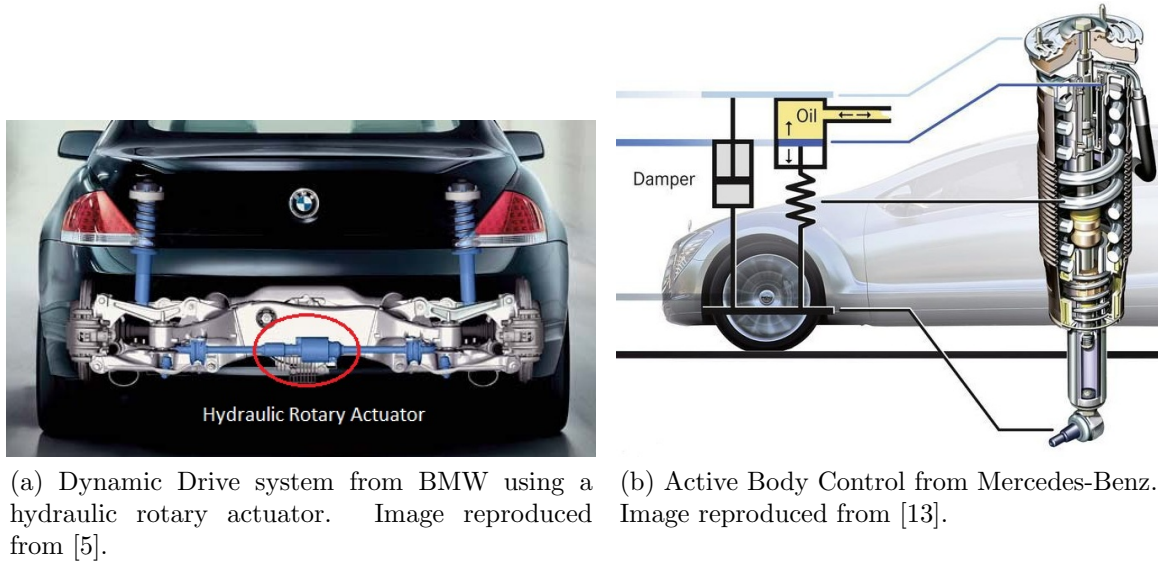 Oil
Damper
BMW
Hydraulic Rotary Actuator
(a) Dynamic Drive system from BMW using a
hydraulic rotary actuator. Image reproduced
from [5].
(b) Active Body Control from Mercedes-Benz.
Image reproduced from [13].